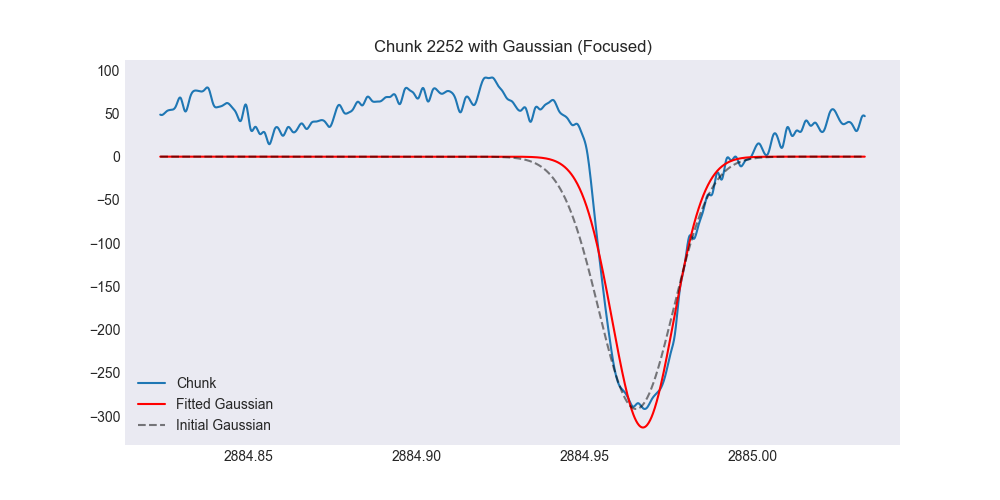 Chunk 2252 with Gaussian (Focused)
100
50
0
−50
−100
−150
−200
−250
−300
Chunk
Fitted Gaussian
Initial Gaussian
2884.85 2884.90 2884.95 2885.00